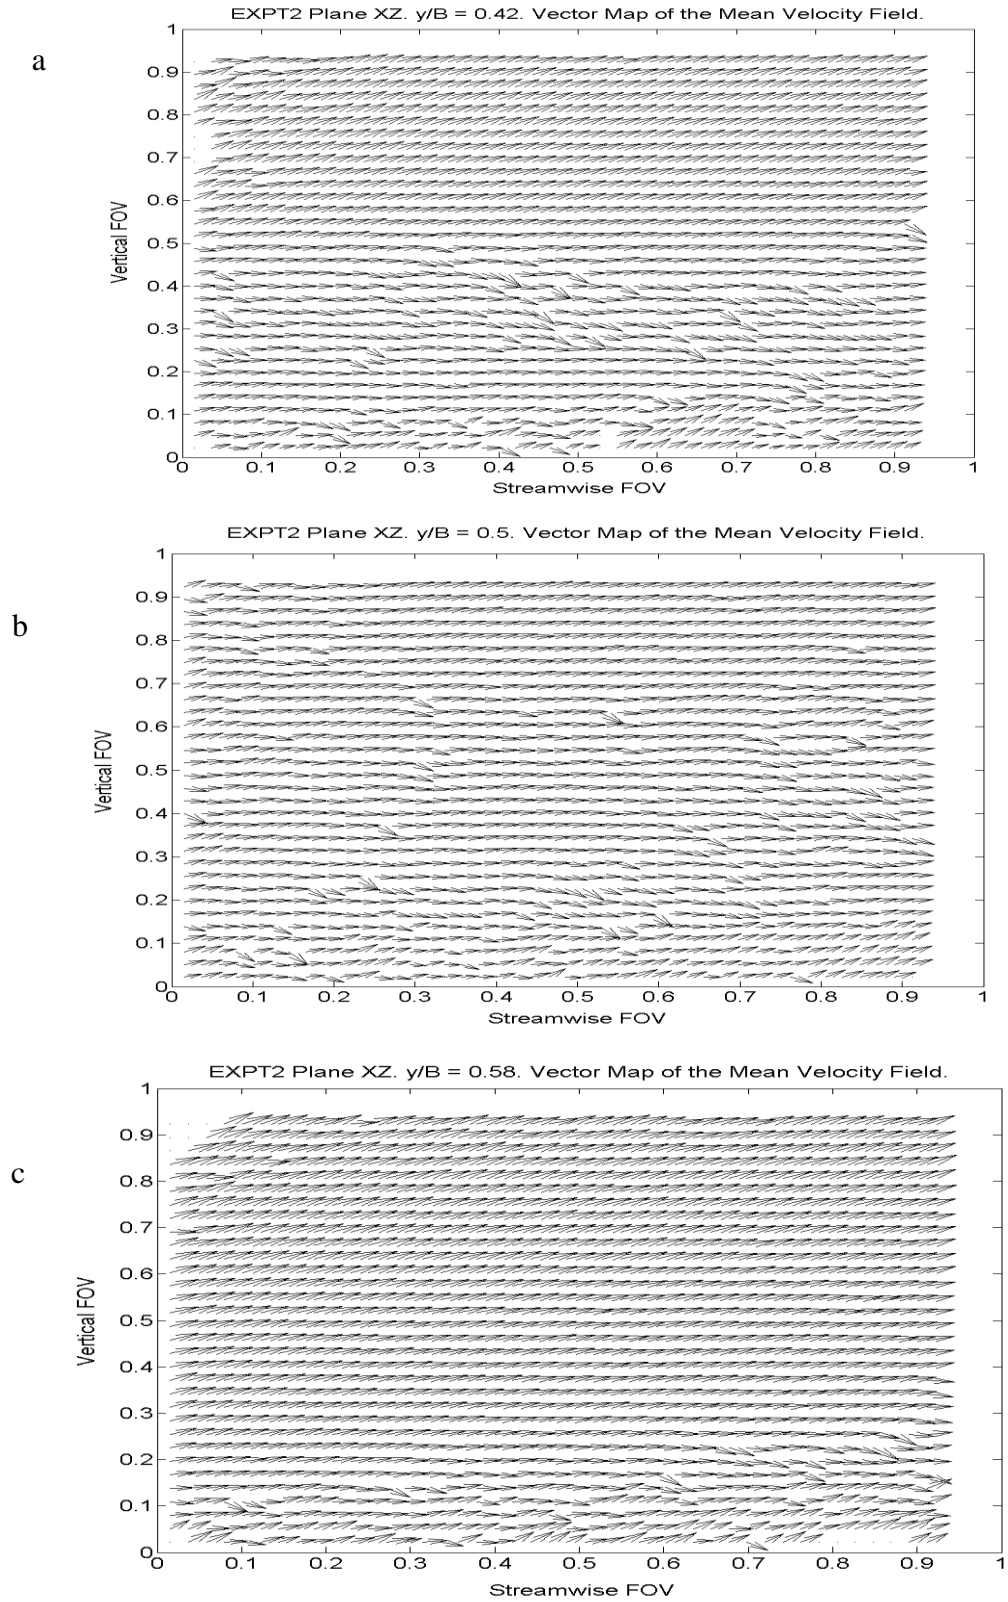 EXPT2 Plane XZ. y/B = 0.42. Vector Map of the Mean Velocity Field.
a
1
0.9
0.8
0.7
0.6
0.5
0.4
0.3
0.2
0.1
0
Vertical FOV
0 0.1 0.2 0.3 0.4 0.5 0.6 0.7 0.8 0.9 1
Streamwise FOV
EXPT2 Plane XZ. y/B = 0.5. Vector Map of the Mean Velocity Field.
b
1
0.9
0.8
0.7
0.6
0.5
0.4
0.3
0.2
0.1
0
Vertical FOV
0 0.1 0.2 0.3 0.4 0.5 0.6 0.7 0.8 0.9 1
Streamwise FOV
EXPT2 Plane XZ. y/B = 0.58. Vector Map of the Mean Velocity Field.
c
1
0.9
0.8
0.7
0.6
0.5
0.4
0.3
0.2
0.1
0
Vertical FOV
0 0.1 0.2 0.3 0.4 0.5 0.6 0.7 0.8 0.9 1
Streamwise FOV